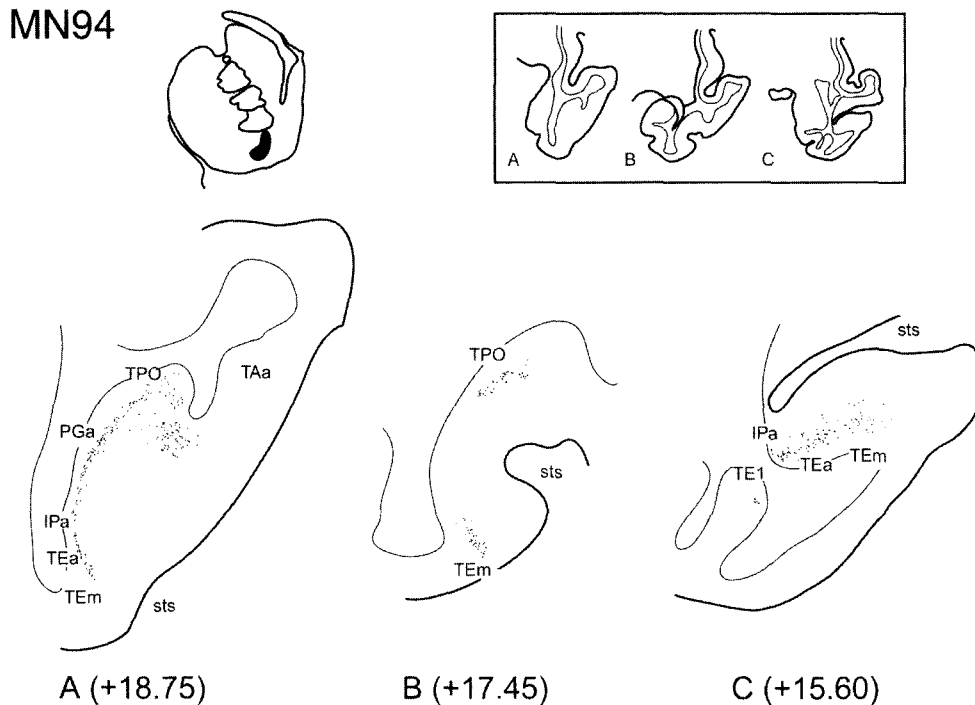 MN94
A
B
C
TPO
TAa
PGa
IPa
TEa
TEm
sts
TPO
sts
TEm
sts
IPa
TEa
TEm
TE1
A (+18.75)
B (+17.45)
C (+15.60)